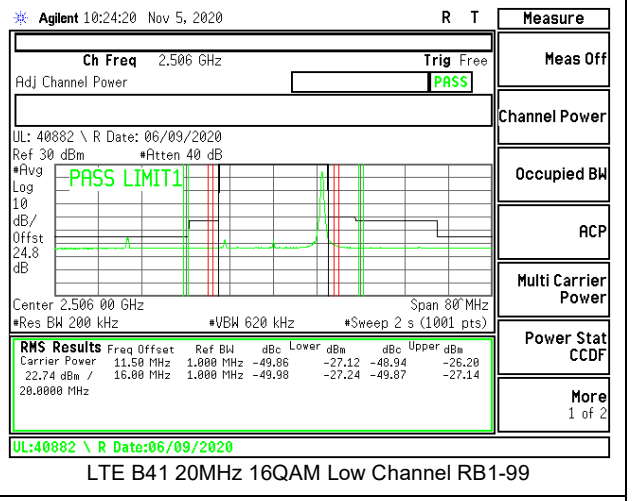 Agilent 10:24:20 Nov 5, 2020 R T
Measure
Ch Freq 2.506 GHz Trig Free
Meas Off
Adj Channel Power PASS
Channel Power
UL: 40882 \ R Date: 06/09/2020
Ref 30 dBm #Atten 40 dB
#Avg
Log
10
dB/
Offst
24.8
dB
PASS LIMIT1
Occupied BW
ACP
Multi Carrier
Power
Center 2.506 00 GHz Span 80 MHz
#Res BW 200 kHz #VBW 620 kHz #Sweep 2 s (1001 pts)
Power Stat
CCDF
RMS Results Freq Offset Ref BW dBc Lower dBm dBc Upper dBm
Carrier Power 11.50 MHz 1.000 MHz -49.86 -27.12 -48.94 -26.20
22.74 dBm / 16.00 MHz 1.000 MHz -49.98 -27.24 -49.87 -27.14
20.0000 MHz
More
1 of 2
UL:40882 \ R Date:06/09/2020
LTE B41 20MHz 16QAM Low Channel RB1-99